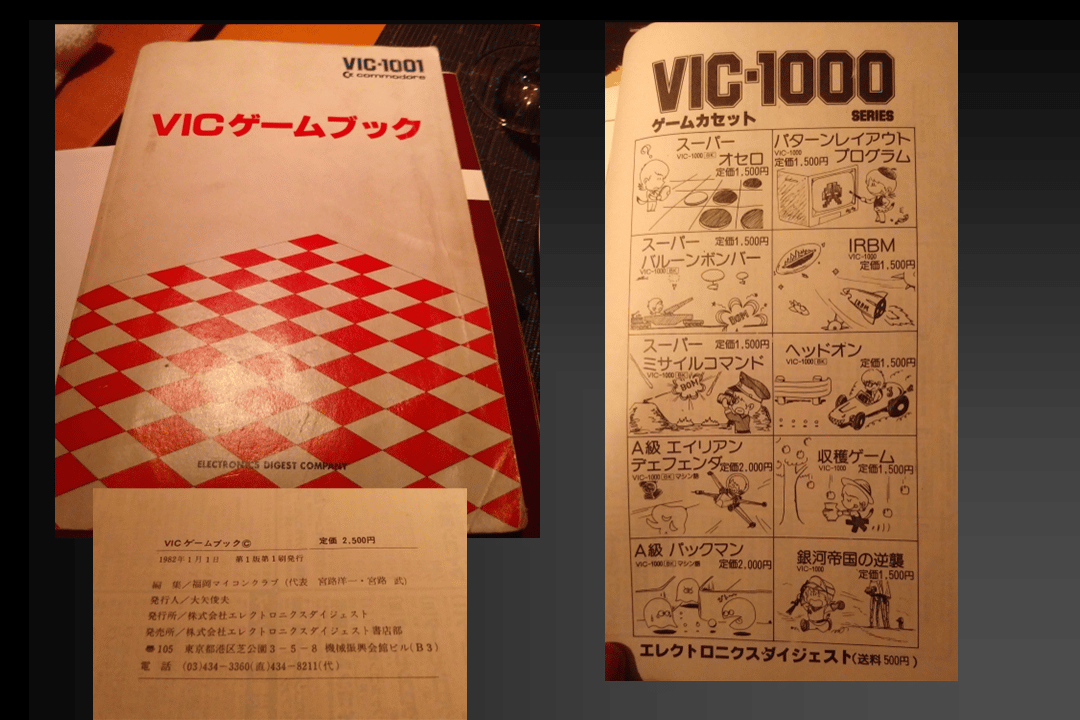 VIC-1001
commodore
VICゲームブック
ELECTRONICS DIGEST COMPANY
VIC ゲームブック© 定価 2,500円
1982年1月1日 第1版第1刷発行
編 集/福岡マイコンクラブ(代表 宮路洋一・宮路 武)
発行人/大矢俊夫
発行所/株式会社エレクトロニクスダイジェスト
発売所/株式会社エレクトロニクスダイジェスト書店部
☎105 東京都港区芝公園3-5-8 機械振興会館ビル(B3)
電 話 (03)434-3360(直)434-8211(代)
VIC-1000
SERIES
ゲームカセット
スーパー
オセロ
VIC-1000 8K
定価1,500円
パターンレイアウト
プログラム
VIC-1000
定価1,500円
スーパー
バルーンボンバー
定価1,500円
VIC-1000 8K
BOM
IRBM
VIC-1000
定価1,500円
スーパー
ミサイルコマンド
定価1,500円
VIC-1000 8K
BOM
ヘッドオン
VIC-1000 8K
定価1,500円
A級 エイリアン
デェフェンダ
定価2,000円
VIC-1000 8K マシン語
収穫ゲーム
VIC-1000
定価1,500円
A級 パックマン
VIC-1000 8K マシン語
定価2,000円
銀河帝国の逆襲
VIC-1000
定価1,500円
エレクトロニクス・ダイジェスト(送料500円)